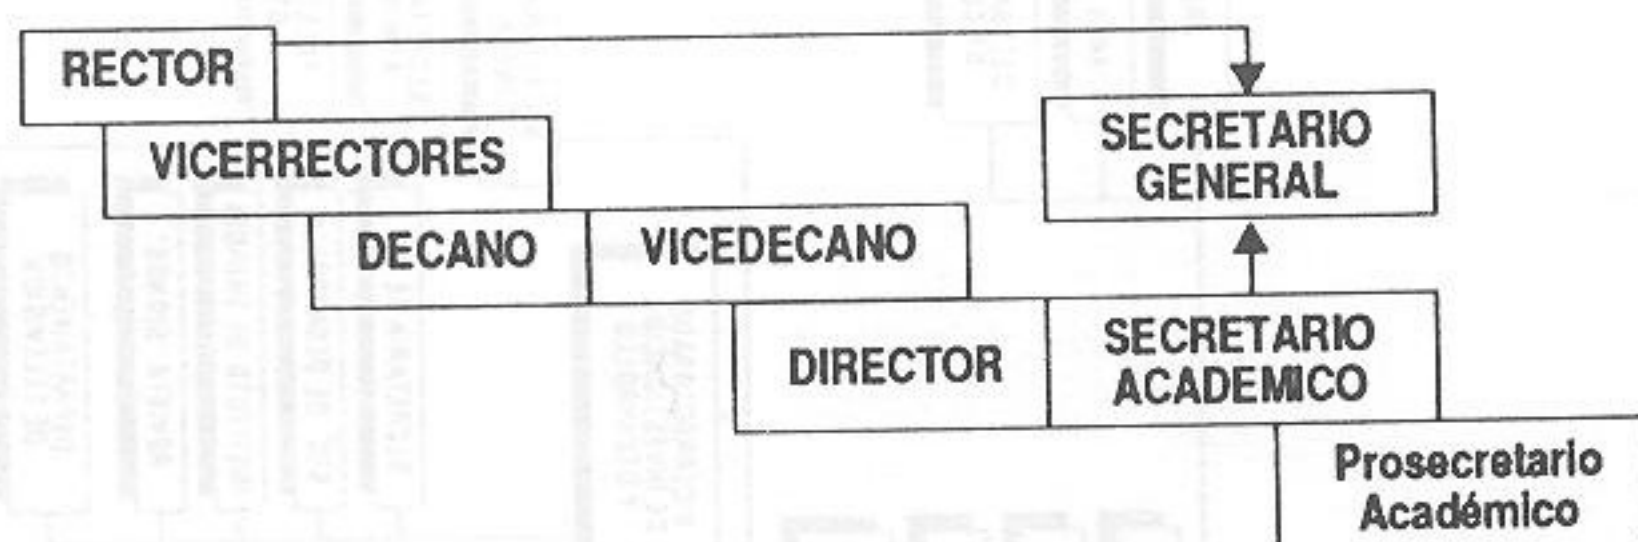 RECTOR
VICERRECTORES
SECRETARIO
GENERAL
DECANO
VICEDECANO
DIRECTOR
SECRETARIO
ACADEMICO
Prosecretario
Académico